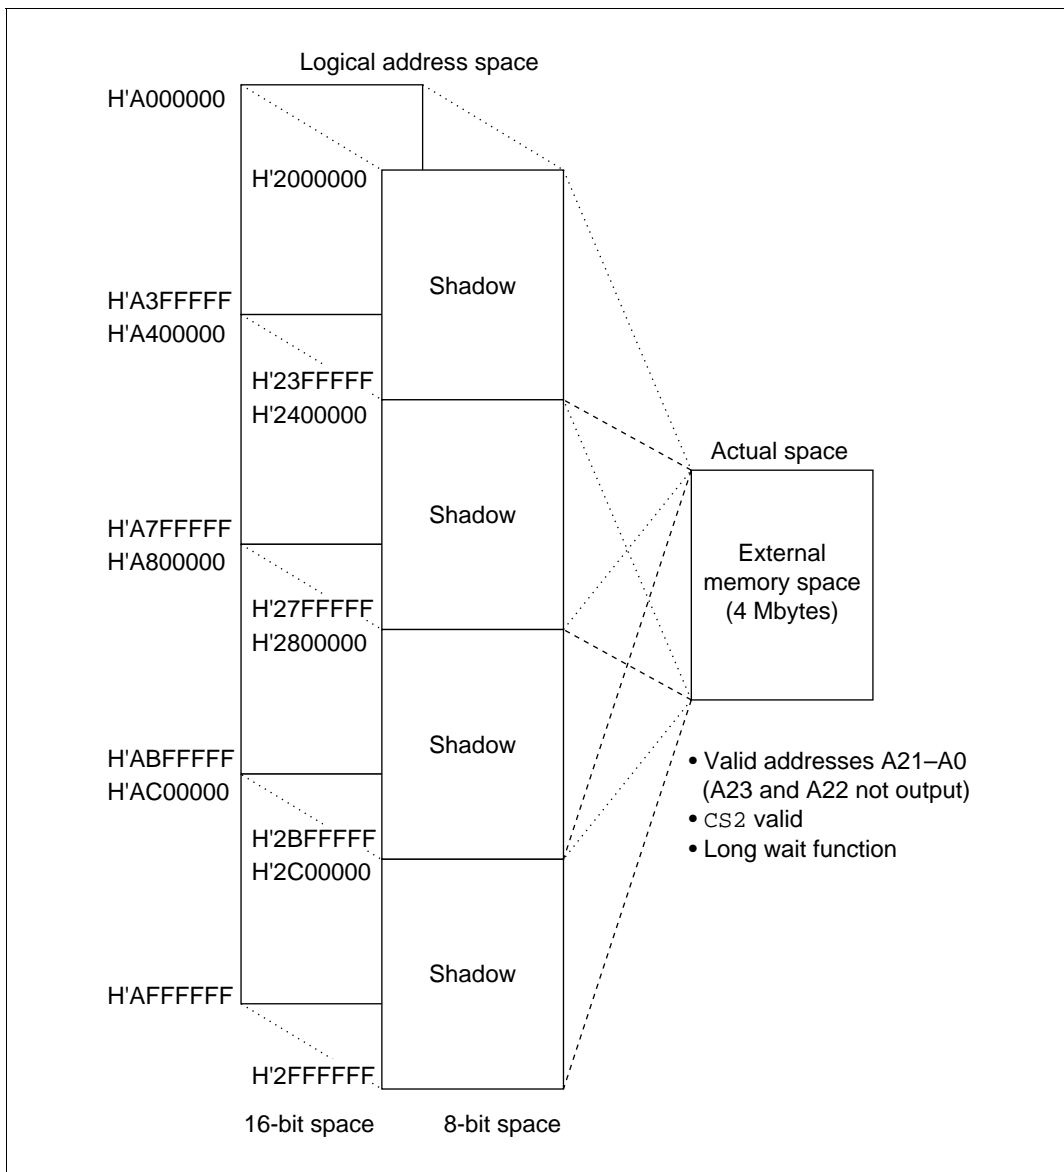 Logical address space
H'A000000
H'2000000
Shadow
H'A3FFFFF
H'A400000
H'23FFFFF
H'2400000
Actual space
Shadow
H'A7FFFFF
H'A800000
External
memory space
(4 Mbytes)
H'27FFFFF
H'2800000
Shadow
H'ABFFFFF
H'AC00000
• Valid addresses A21–A0
(A23 and A22 not output)
• CS2 valid
• Long wait function
H'2BFFFFF
H'2C00000
Shadow
H'AFFFFFF
H'2FFFFFF
16-bit space
8-bit space